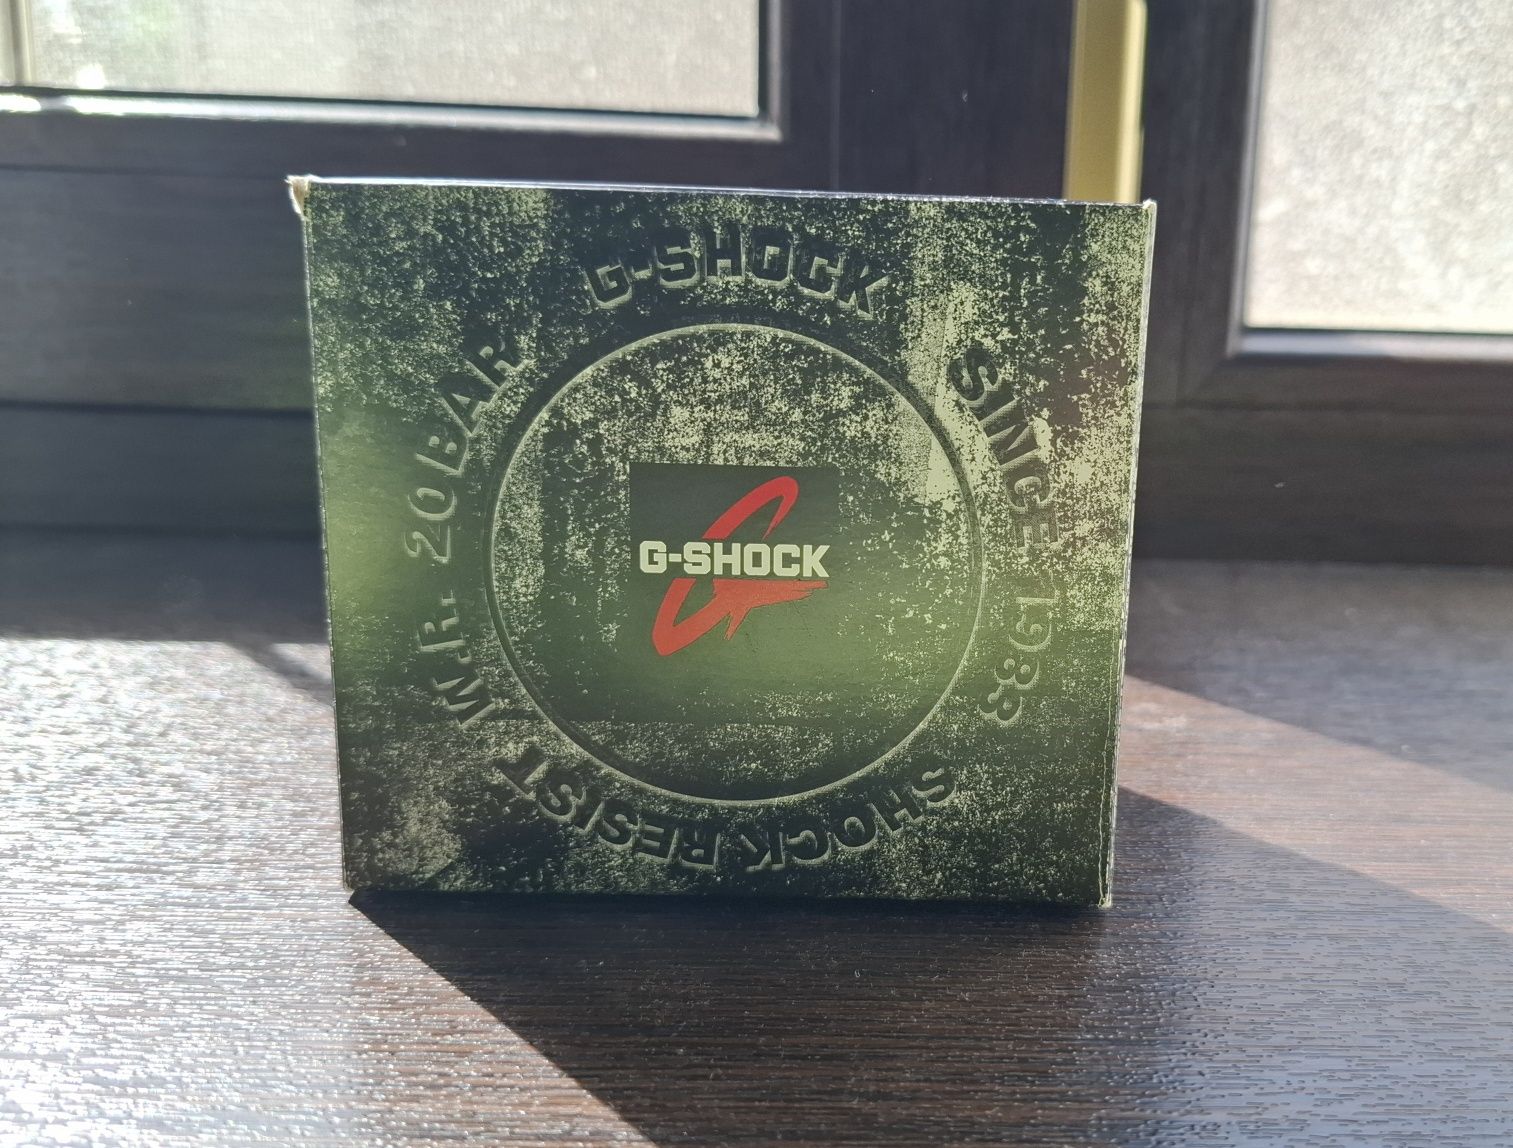 G-SHOCK
SINCE 1983
SHOCK RESIST
W.R. 20BAR
G-SHOCK